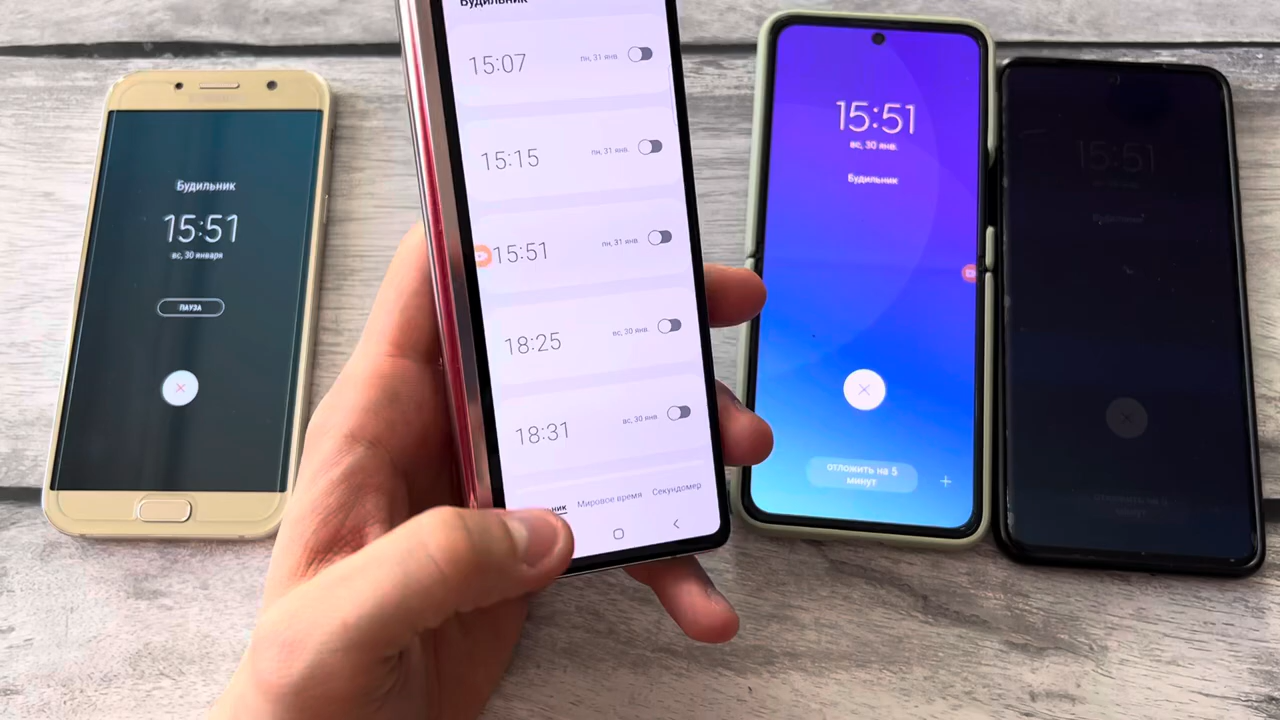 Будильник
15:51
вс, 30 января
ПАУЗА
Будильник
15:07
пн, 31 янв.
15:15
пн, 31 янв.
15:51
пн, 31 янв.
18:25
вс, 30 янв.
18:31
вс, 30 янв.
Мировое время
Секундомер
15:51
вс, 30 янв.
Будильник
отложить на 5
минут
15:51
Будильник